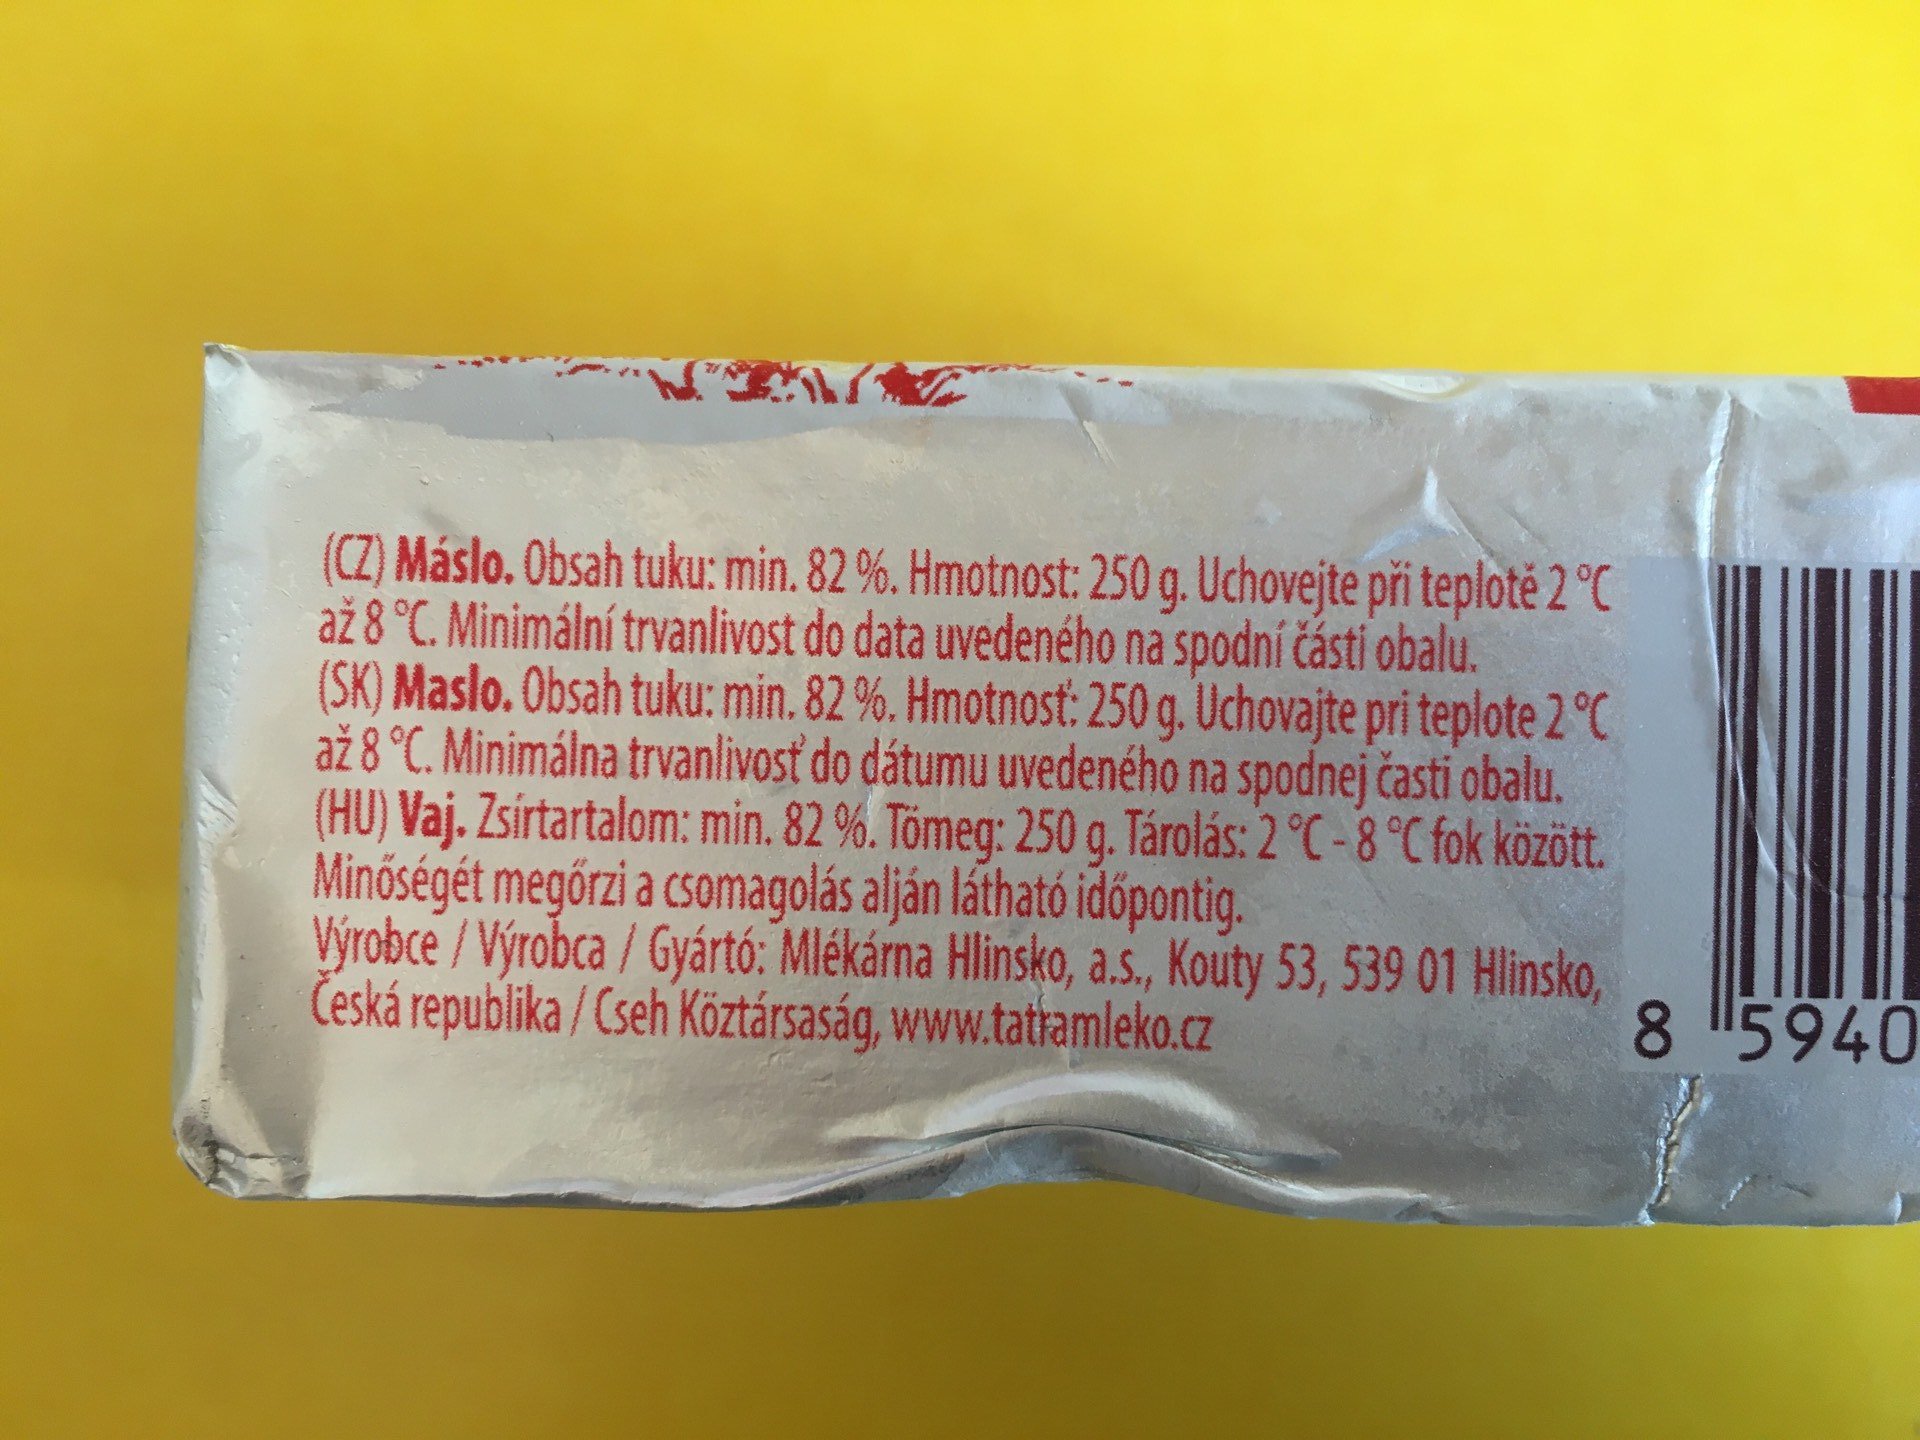 (CZ) Máslo. Obsah tuku: min. 82 %. Hmotnost: 250 g. Uchovejte při teplotě 2 °C
až 8 °C. Minimální trvanlivost do data uvedeného na spodní části obalu.
(SK) Maslo. Obsah tuku: min. 82 %. Hmotnosť: 250 g. Uchovajte pri teplote 2 °C
až 8 °C. Minimálna trvanlivosť do dátumu uvedeného na spodnej časti obalu.
(HU) Vaj. Zsírtartalom: min. 82 %. Tömeg: 250 g. Tárolás: 2 °C - 8 °C fok között.
Minőségét megőrzi a csomagolás alján látható időpontig.
Výrobce / Výrobca / Gyártó: Mlékárna Hlinsko, a.s., Kouty 53, 539 01 Hlinsko,
Česká republika / Cseh Köztársaság, www.tatramleko.cz
8 5940